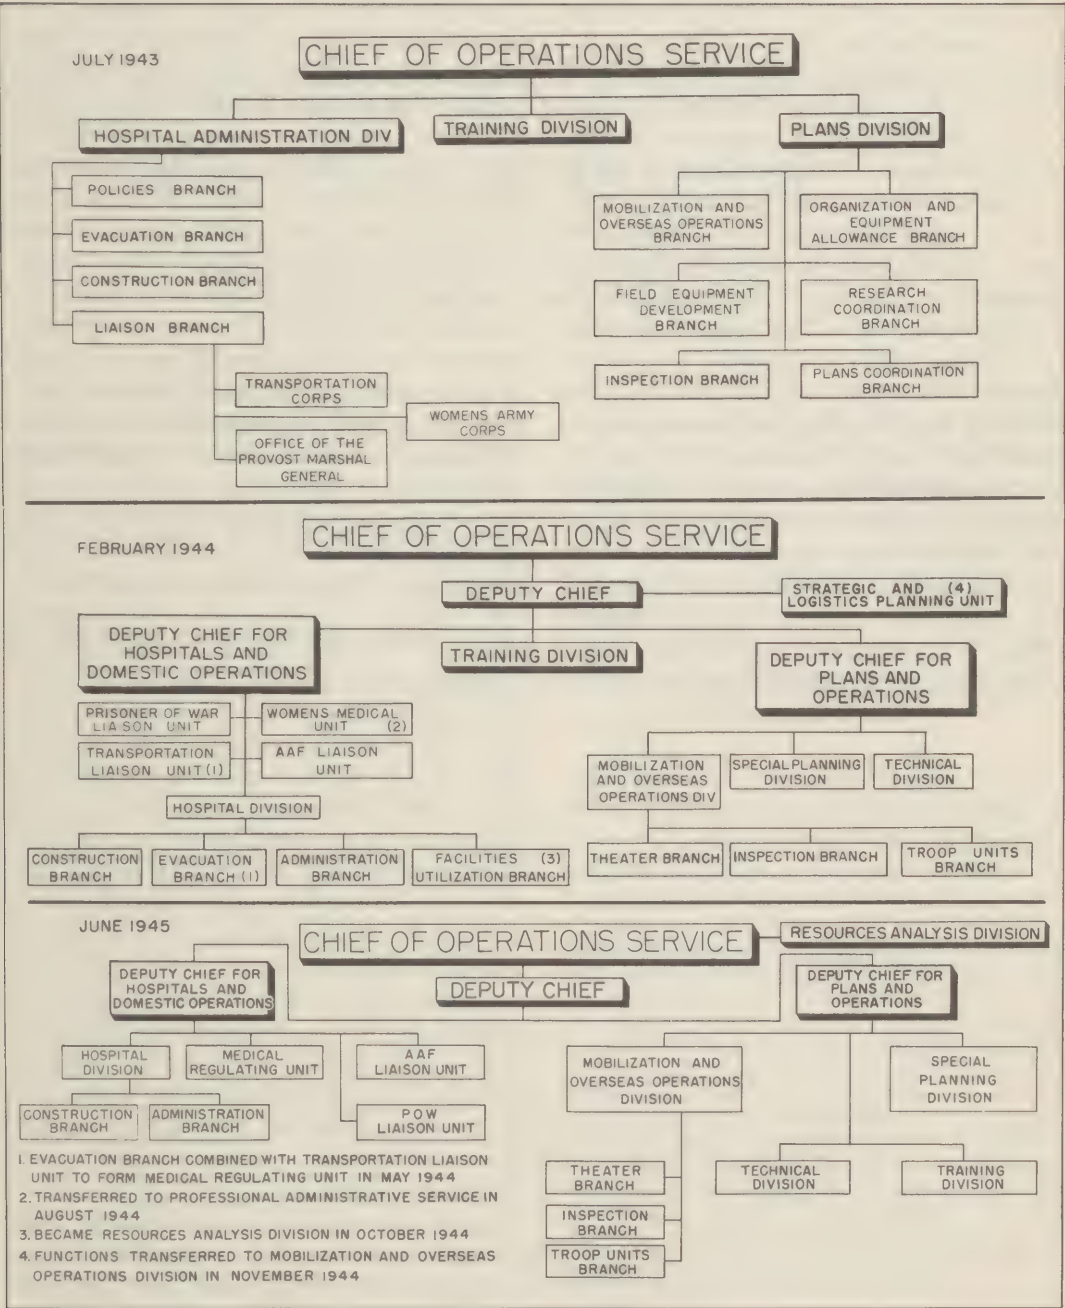 JULY 1943
CHIEF OF OPERATIONS SERVICE
HOSPITAL ADMINISTRATION DIV
TRAINING DIVISION
PLANS DIVISION
POLICIES BRANCH
EVACUATION BRANCH
CONSTRUCTION BRANCH
LIAISON BRANCH
TRANSPORTATION
CORPS
WOMENS ARMY
CORPS
OFFICE OF THE
PROVOST MARSHAL
GENERAL
MOBILIZATION AND
OVERSEAS OPERATIONS
BRANCH
ORGANIZATION AND
EQUIPMENT
ALLOWANCE BRANCH
FIELD EQUIPMENT
DEVELOPMENT
BRANCH
RESEARCH
COORDINATION
BRANCH
INSPECTION BRANCH
PLANS COORDINATION
BRANCH
FEBRUARY 1944
CHIEF OF OPERATIONS SERVICE
DEPUTY CHIEF
STRATEGIC AND (4)
LOGISTICS PLANNING UNIT
DEPUTY CHIEF FOR
HOSPITALS AND
DOMESTIC OPERATIONS
TRAINING DIVISION
DEPUTY CHIEF FOR
PLANS AND
OPERATIONS
PRISONER OF WAR
LIAISON UNIT
WOMENS MEDICAL
UNIT (2)
TRANSPORTATION
LIAISON UNIT (1)
AAF LIAISON
UNIT
HOSPITAL DIVISION
CONSTRUCTION
BRANCH
EVACUATION
BRANCH (1)
ADMINISTRATION
BRANCH
FACILITIES (3)
UTILIZATION BRANCH
MOBILIZATION
AND OVERSEAS
OPERATIONS DIV
SPECIAL PLANNING
DIVISION
TECHNICAL
DIVISION
THEATER BRANCH
INSPECTION BRANCH
TROOP UNITS
BRANCH
JUNE 1945
CHIEF OF OPERATIONS SERVICE
RESOURCES ANALYSIS DIVISION
DEPUTY CHIEF FOR
HOSPITALS AND
DOMESTIC OPERATIONS
DEPUTY CHIEF
DEPUTY CHIEF FOR
PLANS AND
OPERATIONS
HOSPITAL
DIVISION
MEDICAL
REGULATING UNIT
AAF
LIAISON UNIT
CONSTRUCTION
BRANCH
ADMINISTRATION
BRANCH
POW
LIAISON UNIT
MOBILIZATION AND
OVERSEAS OPERATIONS
DIVISION
SPECIAL
PLANNING
DIVISION
THEATER
BRANCH
INSPECTION
BRANCH
TROOP UNITS
BRANCH
TECHNICAL
DIVISION
TRAINING
DIVISION
1. EVACUATION BRANCH COMBINED WITH TRANSPORTATION LIAISON
UNIT TO FORM MEDICAL REGULATING UNIT IN MAY 1944
2. TRANSFERRED TO PROFESSIONAL ADMINISTRATIVE SERVICE IN
AUGUST 1944
3. BECAME RESOURCES ANALYSIS DIVISION IN OCTOBER 1944
4. FUNCTIONS TRANSFERRED TO MOBILIZATION AND OVERSEAS
OPERATIONS DIVISION IN NOVEMBER 1944